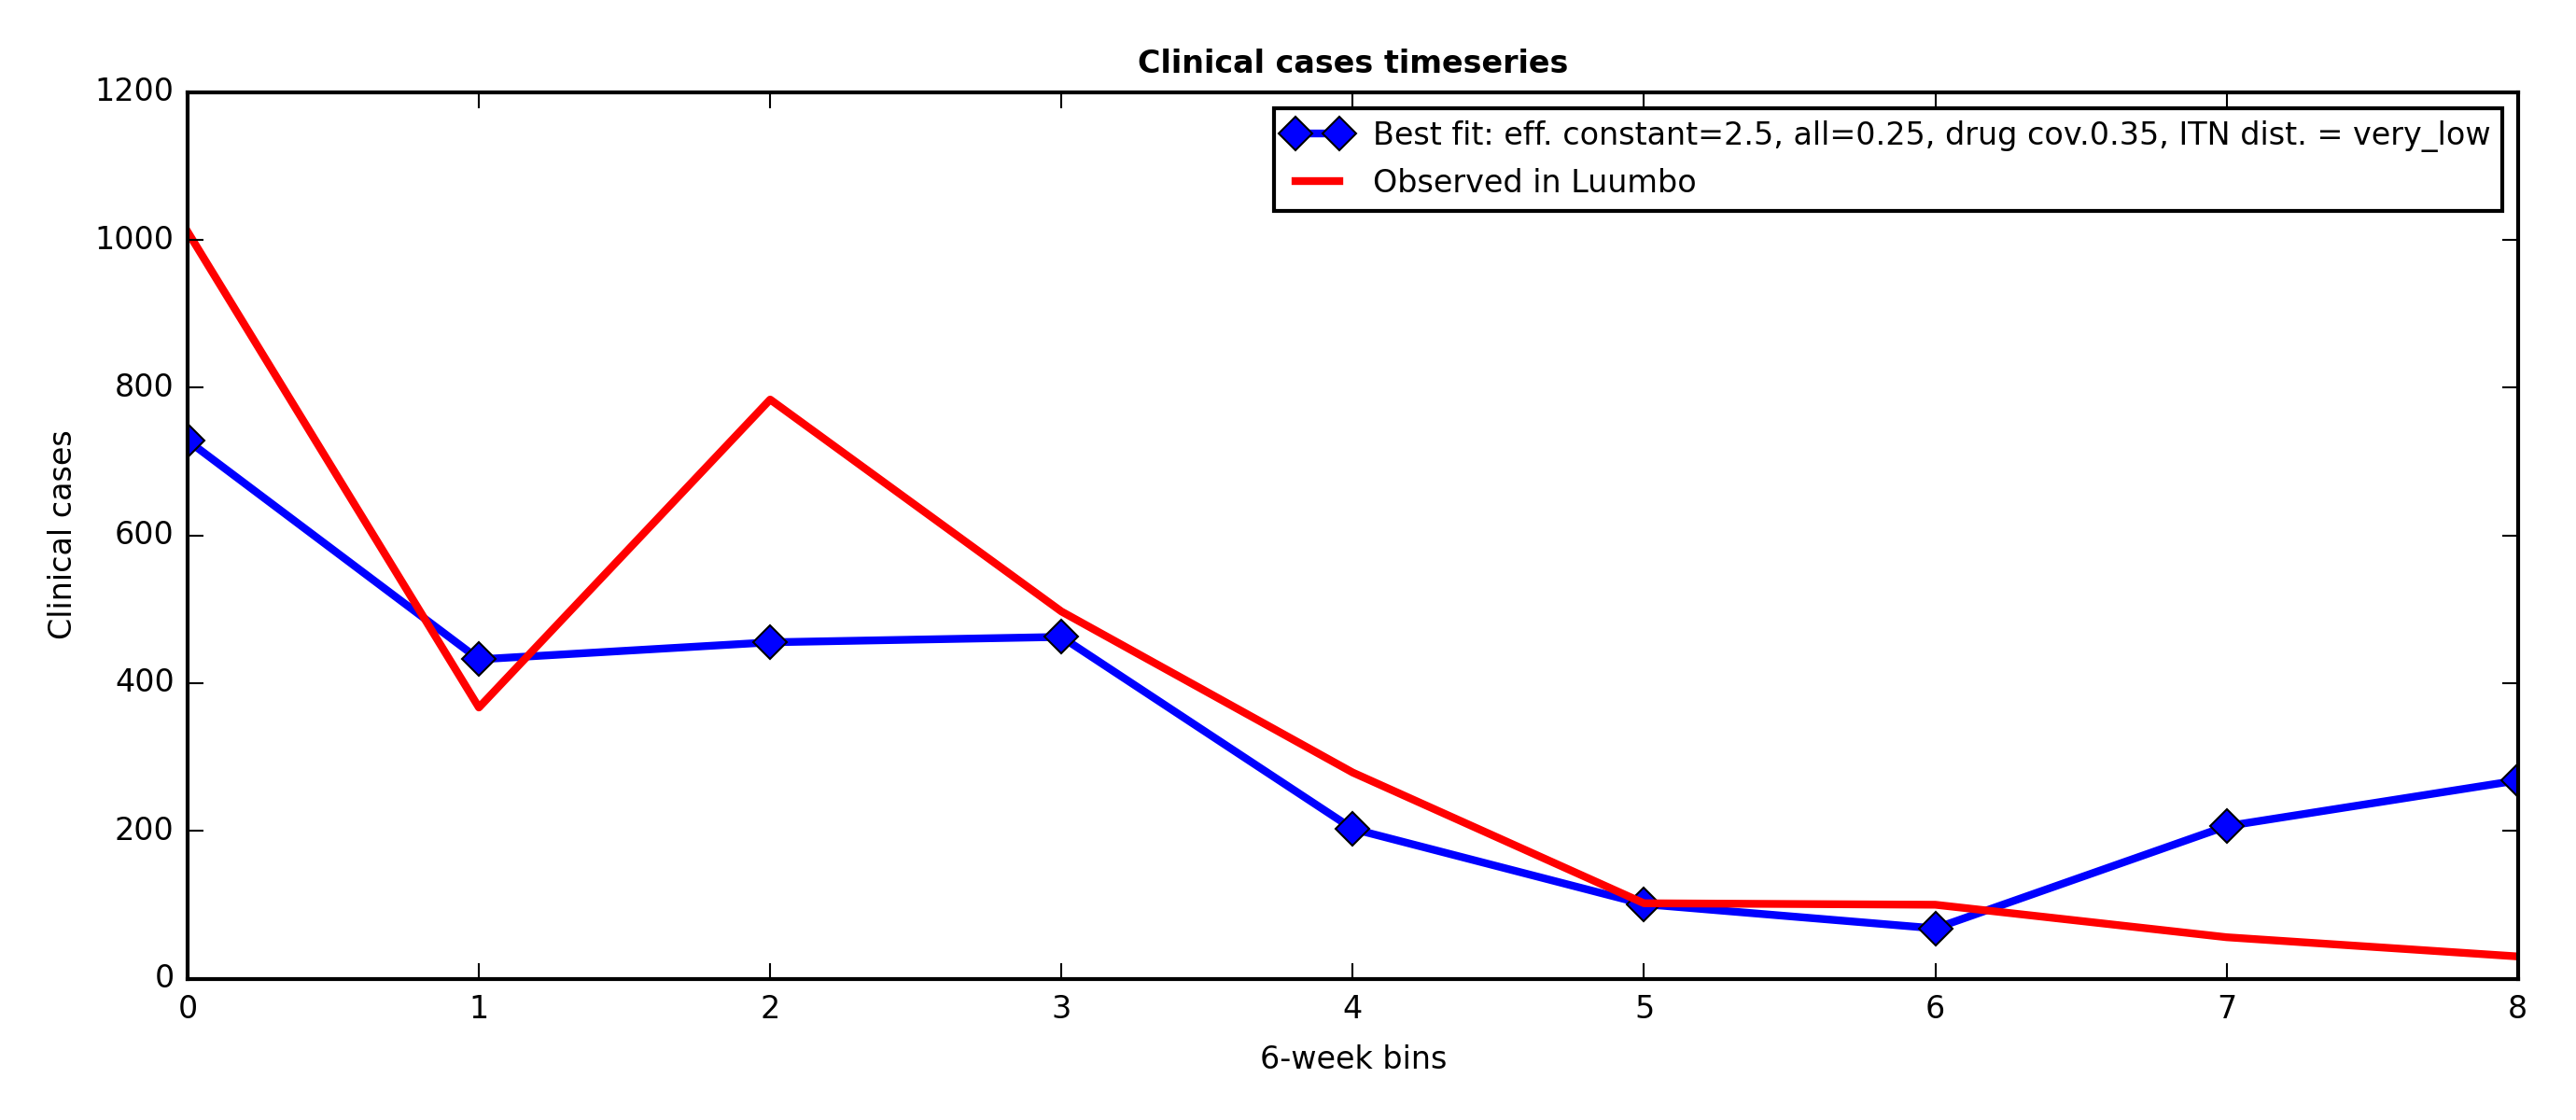 Clinical cases timeseries
1200
1000
800
600
400
200
0
Clinical cases
Best fit: eff. constant=2.5, all=0.25, drug cov.0.35, ITN dist. = very_low
Observed in Luumbo
0 1 2 3 4 5 6 7 8
6-week bins